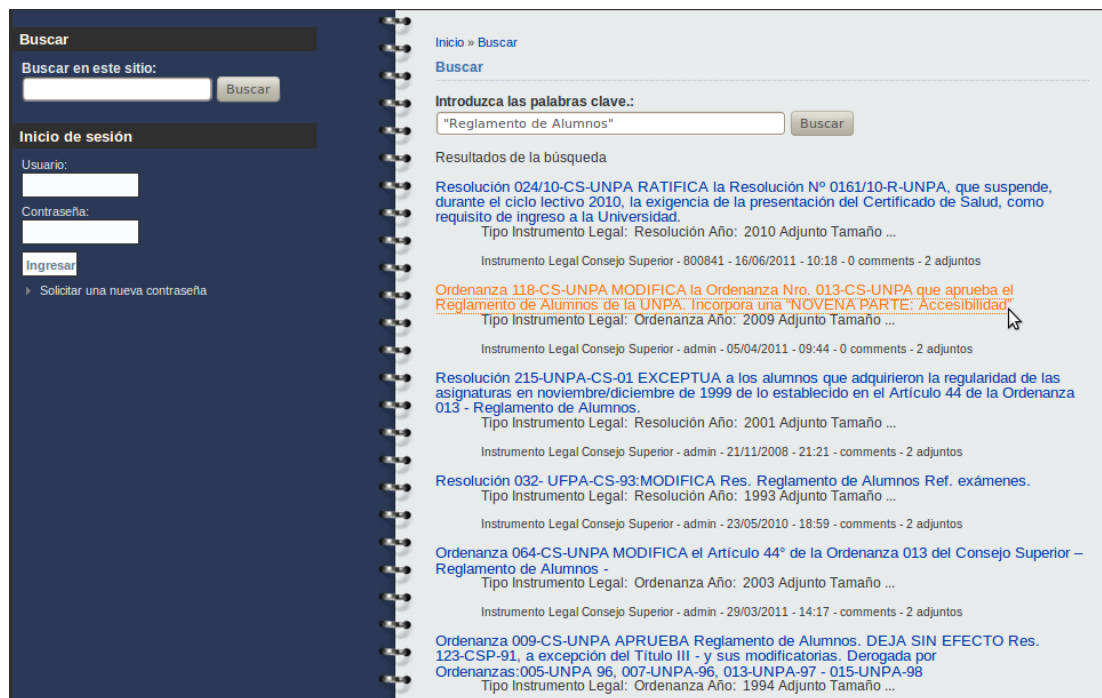 Buscar
Buscar en este sitio:
Buscar
Inicio de sesión
Usuario:
Contraseña:
Ingresar
Solicitar una nueva contraseña
Inicio » Buscar
Buscar
Introduzca las palabras clave.:
"Reglamento de Alumnos"
Buscar
Resultados de la búsqueda
Resolución 024/10-CS-UNPA RATIFICA la Resolución Nº 0161/10-R-UNPA, que suspende,
durante el ciclo lectivo 2010, la exigencia de la presentación del Certificado de Salud, como
requisito de ingreso a la Universidad.
Tipo Instrumento Legal: Resolución Año: 2010 Adjunto Tamaño ...
Instrumento Legal Consejo Superior - 800841 - 16/06/2011 - 10:18 - 0 comments - 2 adjuntos
Ordenanza 118-CS-UNPA MODIFICA la Ordenanza Nro. 013-CS-UNPA que aprueba el
Reglamento de Alumnos de la UNPA. Incorpora una "NOVENA PARTE: Accesibilidad"
Tipo Instrumento Legal: Ordenanza Año: 2009 Adjunto Tamaño ...
Instrumento Legal Consejo Superior - admin - 05/04/2011 - 09:44 - 0 comments - 2 adjuntos
Resolución 215-UNPA-CS-01 EXCEPTUA a los alumnos que adquirieron la regularidad de las
asignaturas en noviembre/diciembre de 1999 de lo establecido en el Artículo 44 de la Ordenanza
013 - Reglamento de Alumnos.
Tipo Instrumento Legal: Resolución Año: 2001 Adjunto Tamaño ...
Instrumento Legal Consejo Superior - admin - 21/11/2008 - 21:21 - comments - 2 adjuntos
Resolución 032- UFPA-CS-93:MODIFICA Res. Reglamento de Alumnos Ref. exámenes.
Tipo Instrumento Legal: Resolución Año: 1993 Adjunto Tamaño ...
Instrumento Legal Consejo Superior - admin - 23/05/2010 - 18:59 - comments - 2 adjuntos
Ordenanza 064-CS-UNPA MODIFICA el Artículo 44° de la Ordenanza 013 del Consejo Superior –
Reglamento de Alumnos -
Tipo Instrumento Legal: Ordenanza Año: 2003 Adjunto Tamaño ...
Instrumento Legal Consejo Superior - admin - 29/03/2011 - 14:17 - comments - 2 adjuntos
Ordenanza 009-CS-UNPA APRUEBA Reglamento de Alumnos. DEJA SIN EFECTO Res.
123-CSP-91, a excepción del Título III - y sus modificatorias. Derogada por
Ordenanzas:005-UNPA 96, 007-UNPA-96, 013-UNPA-97 - 015-UNPA-98
Tipo Instrumento Legal: Ordenanza Año: 1994 Adjunto Tamaño ...